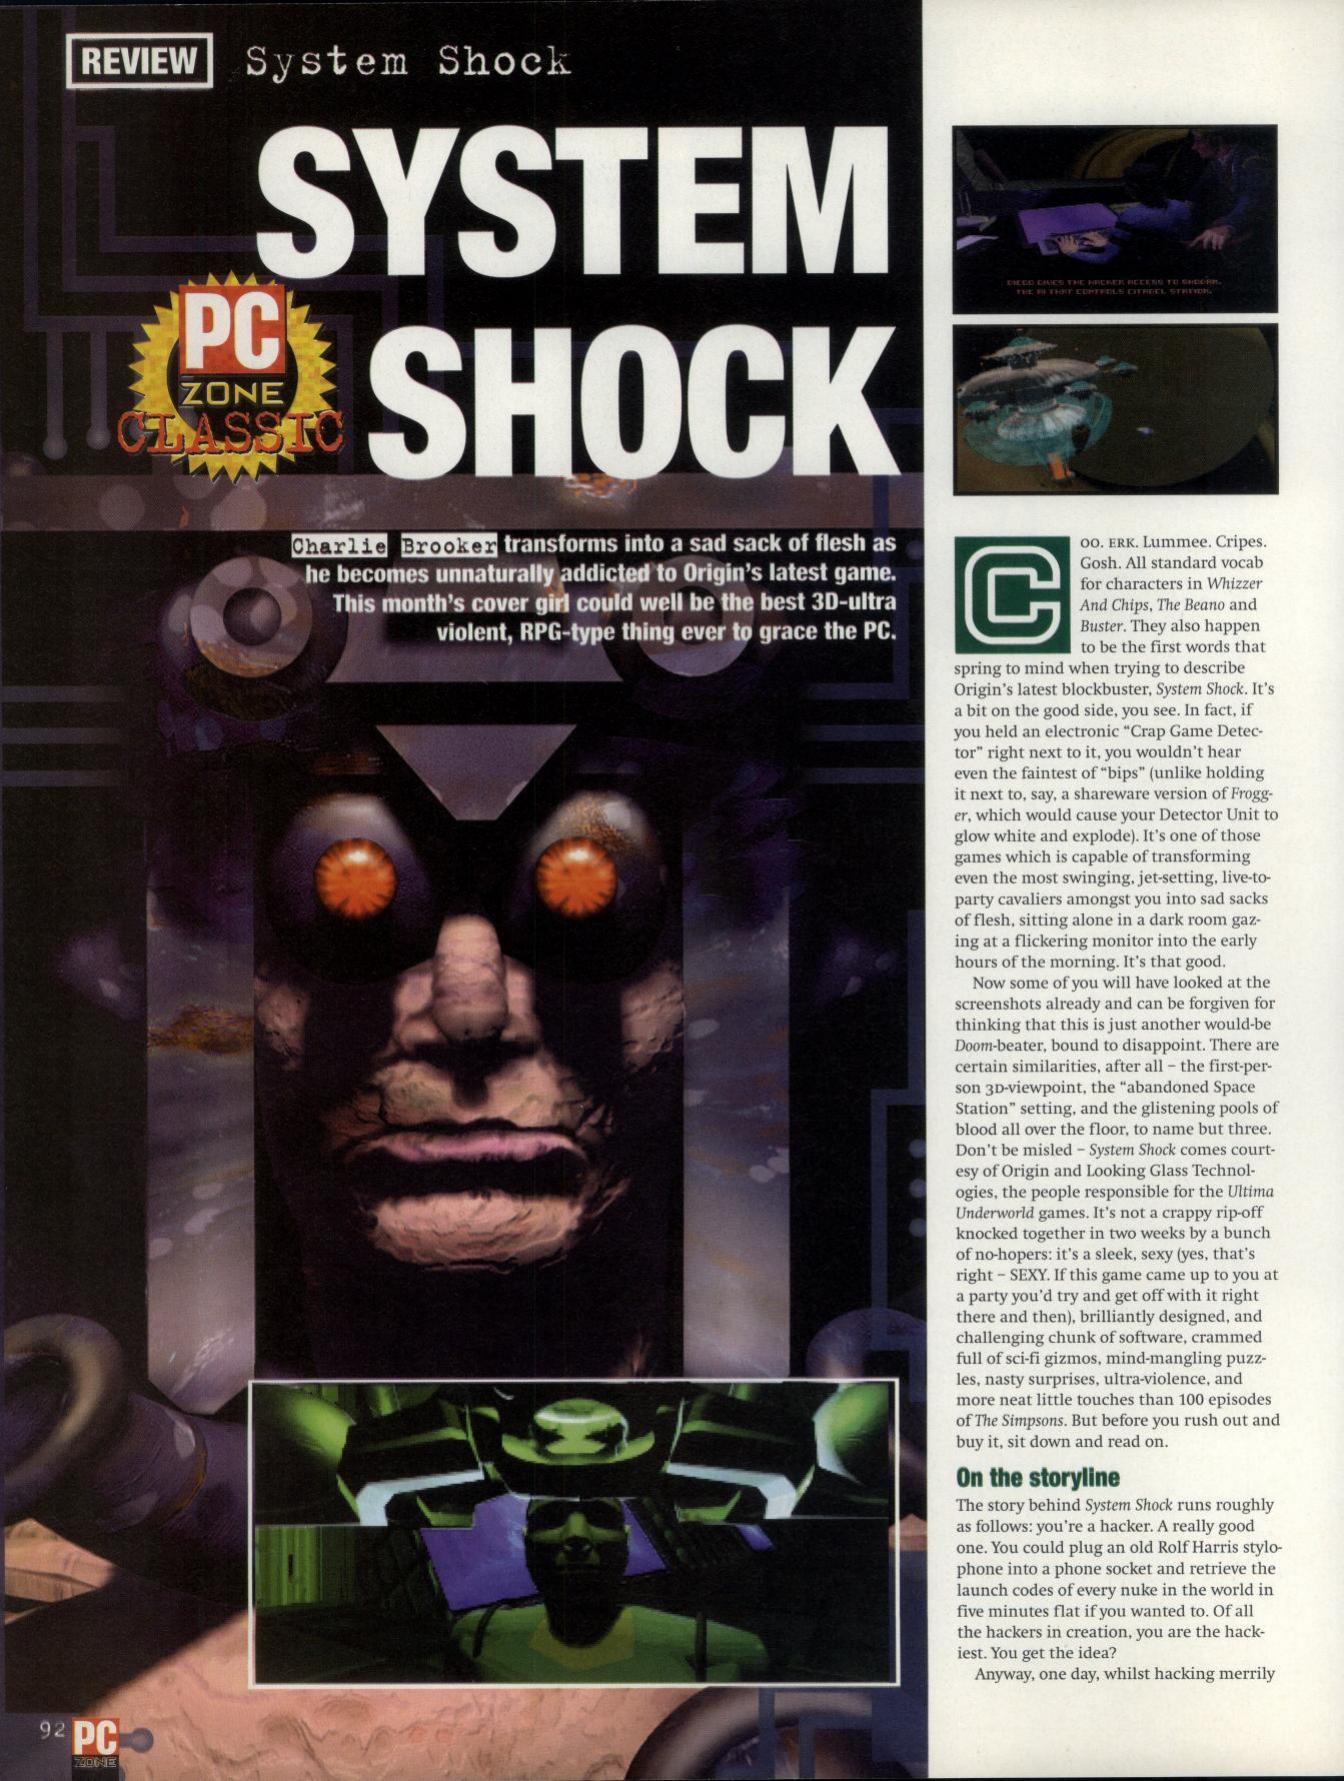 REVIEW System Shock
SYSTEM
SHOCK
PC
ZONE
CLASSIC
Charlie Brooker transforms into a sad sack of flesh as
he becomes unnaturally addicted to Origin's latest game.
This month's cover girl could well be the best 3D-ultra
violent, RPG-type thing ever to grace the PC.
DIEGO GIVES THE HACKER ACCESS TO SHODAN,
THE AI THAT CONTROLS CITADEL STATION.
COO. ERK. Lummee. Cripes.
Gosh. All standard vocab
for characters in Whizzer
And Chips, The Beano and
Buster. They also happen
to be the first words that
spring to mind when trying to describe
Origin's latest blockbuster, System Shock. It's
a bit on the good side, you see. In fact, if
you held an electronic “Crap Game Detec-
tor” right next to it, you wouldn't hear
even the faintest of “bips” (unlike holding
it next to, say, a shareware version of Frogg-
er, which would cause your Detector Unit to
glow white and explode). It's one of those
games which is capable of transforming
even the most swinging, jet-setting, live-to-
party cavaliers amongst you into sad sacks
of flesh, sitting alone in a dark room gaz-
ing at a flickering monitor into the early
hours of the morning. It's that good.
Now some of you will have looked at the
screenshots already and can be forgiven for
thinking that this is just another would-be
Doom-beater, bound to disappoint. There are
certain similarities, after all – the first-per-
son 3D-viewpoint, the “abandoned Space
Station” setting, and the glistening pools of
blood all over the floor, to name but three.
Don't be misled – System Shock comes court-
esy of Origin and Looking Glass Technol-
ogies, the people responsible for the Ultima
Underworld games. It's not a crappy rip-off
knocked together in two weeks by a bunch
of no-hopers: it's a sleek, sexy (yes, that's
right – SEXY. If this game came up to you at
a party you'd try and get off with it right
there and then), brilliantly designed, and
challenging chunk of software, crammed
full of sci-fi gizmos, mind-mangling puzz-
les, nasty surprises, ultra-violence, and
more neat little touches than 100 episodes
of The Simpsons. But before you rush out and
buy it, sit down and read on.
On the storyline
The story behind System Shock runs roughly
as follows: you're a hacker. A really good
one. You could plug an old Rolf Harris stylo-
phone into a phone socket and retrieve the
launch codes of every nuke in the world in
five minutes flat if you wanted to. Of all
the hackers in creation, you are the hack-
iest. You get the idea?
Anyway, one day, whilst hacking merrily
92 PC
ZONE